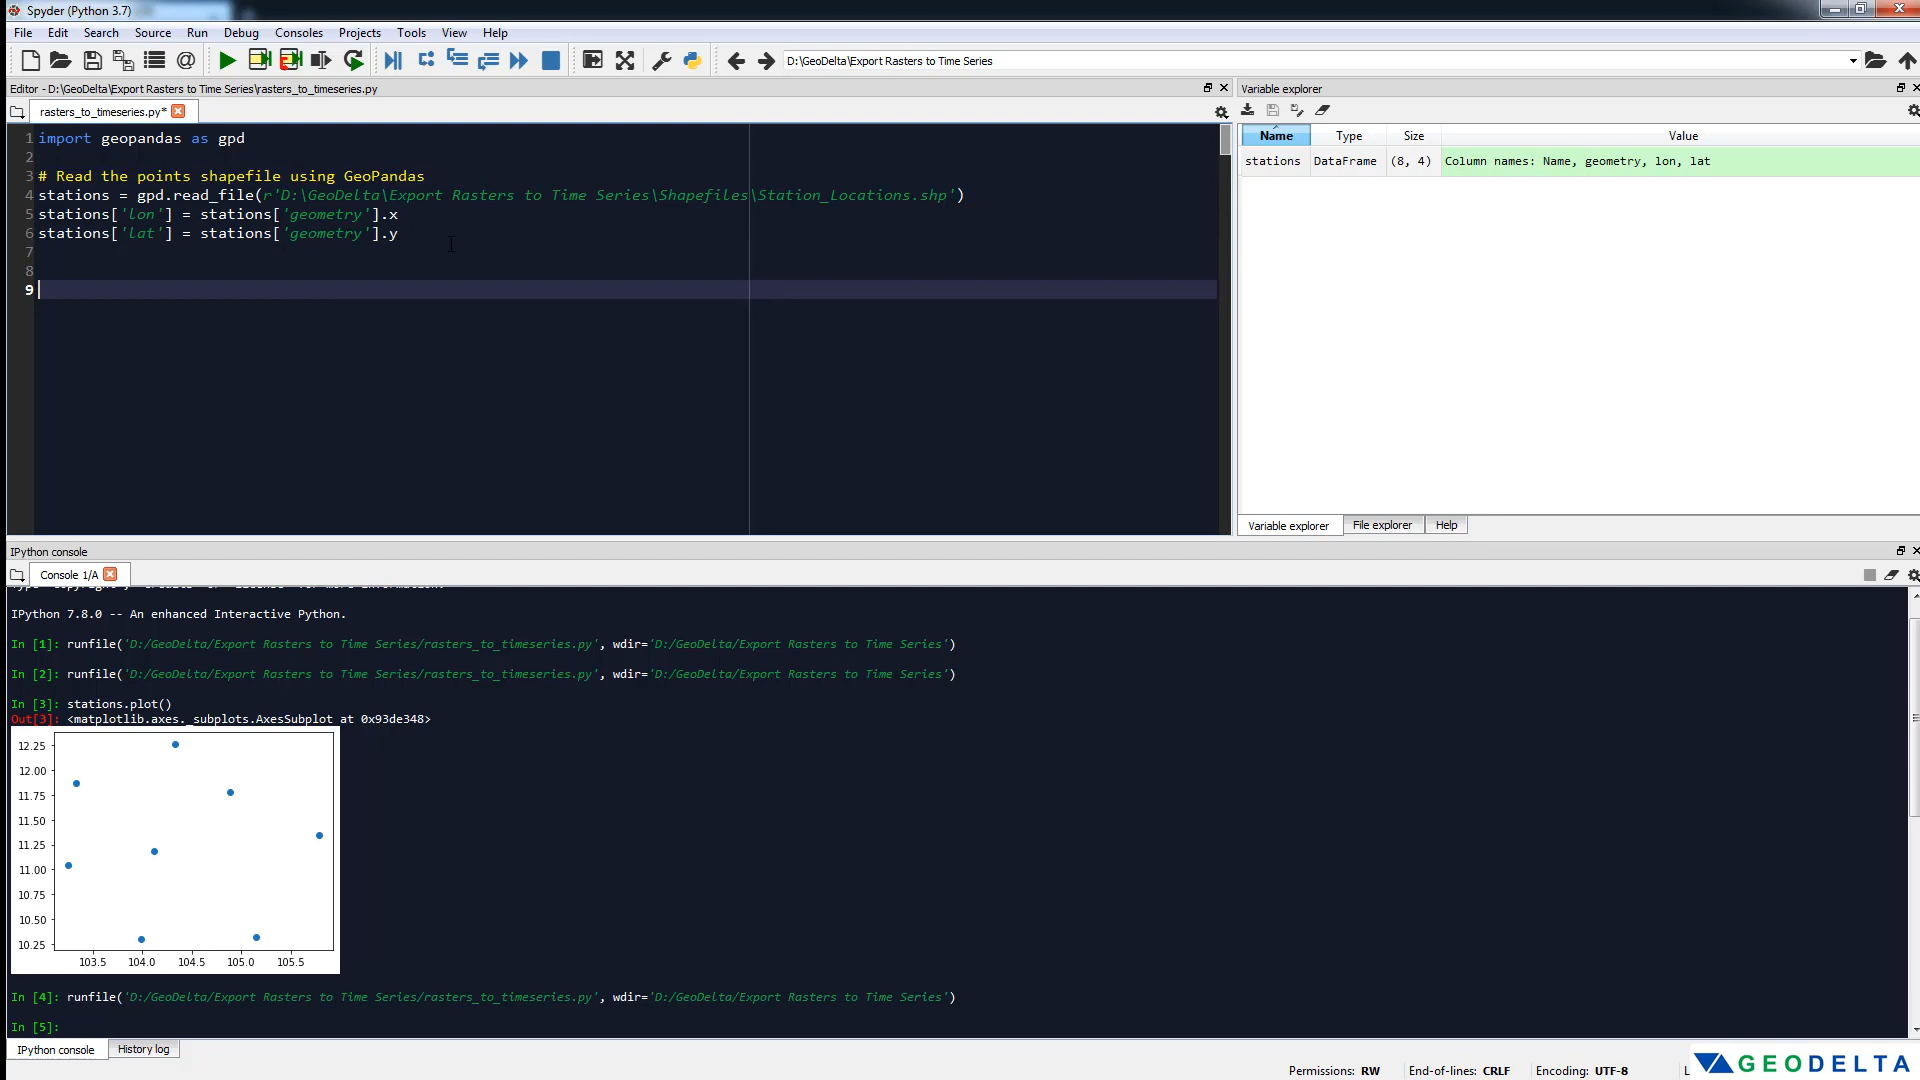 Spyder (Python 3.7)
File Edit Search Source Run Debug Consoles Projects Tools View Help
D:\GeoDelta\Export Rasters to Time Series
Editor - D:\GeoDelta\Export Rasters to Time Series\rasters_to_timeseries.py
rasters_to_timeseries.py*
1 import geopandas as gpd
2
3 # Read the points shapefile using GeoPandas
4 stations = gpd.read_file(r'D:\GeoDelta\Export Rasters to Time Series\Shapefiles\Station_Locations.shp')
5 stations['lon'] = stations['geometry'].x
6 stations['lat'] = stations['geometry'].y
7
8
9
Variable explorer
Name Type Size Value
stations DataFrame (8, 4) Column names: Name, geometry, lon, lat
Variable explorer File explorer Help
IPython console
Console 1/A
IPython 7.8.0 -- An enhanced Interactive Python.
In [1]: runfile('D:/GeoDelta/Export Rasters to Time Series/rasters_to_timeseries.py', wdir='D:/GeoDelta/Export Rasters to Time Series')
In [2]: runfile('D:/GeoDelta/Export Rasters to Time Series/rasters_to_timeseries.py', wdir='D:/GeoDelta/Export Rasters to Time Series')
In [3]: stations.plot()
Out[3]: <matplotlib.axes._subplots.AxesSubplot at 0x93de348>
12.25
12.00
11.75
11.50
11.25
11.00
10.75
10.50
10.25
103.5 104.0 104.5 105.0 105.5
In [4]: runfile('D:/GeoDelta/Export Rasters to Time Series/rasters_to_timeseries.py', wdir='D:/GeoDelta/Export Rasters to Time Series')
In [5]:
IPython console History log
Permissions: RW End-of-lines: CRLF Encoding: UTF-8 L
GEODELTA